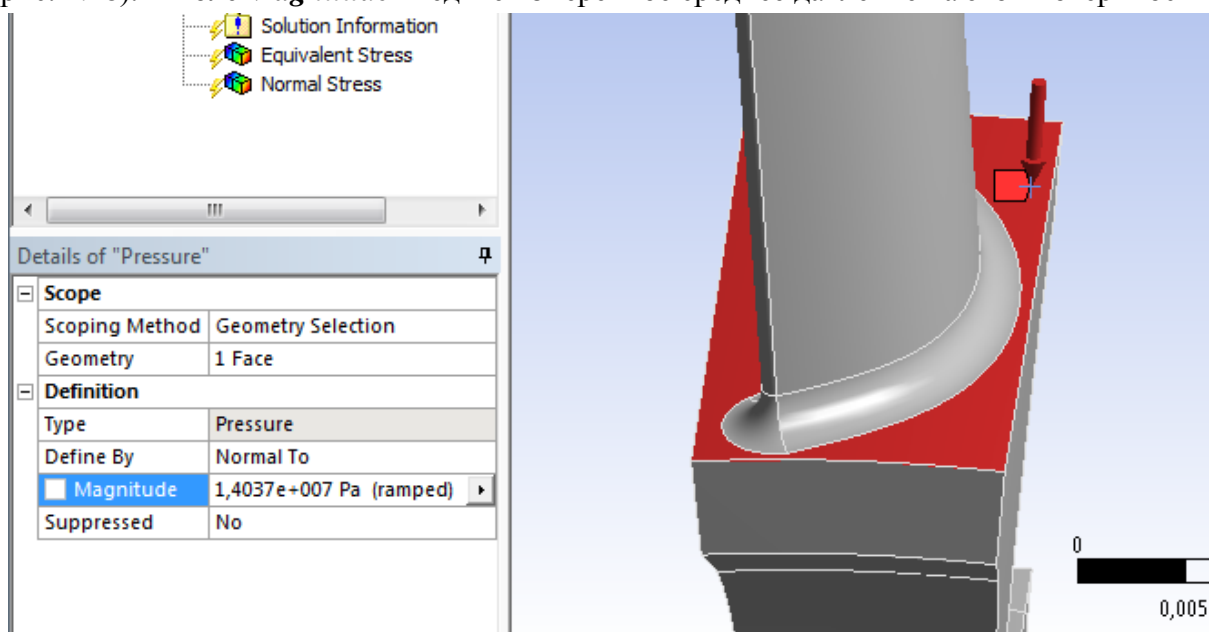 Solution Information
Equivalent Stress
Normal Stress
Details of "Pressure"
Scope
Scoping Method Geometry Selection
Geometry 1 Face
Definition
Type Pressure
Define By Normal To
Magnitude 1,4037e+007 Pa (ramped)
Suppressed No
0
0,005